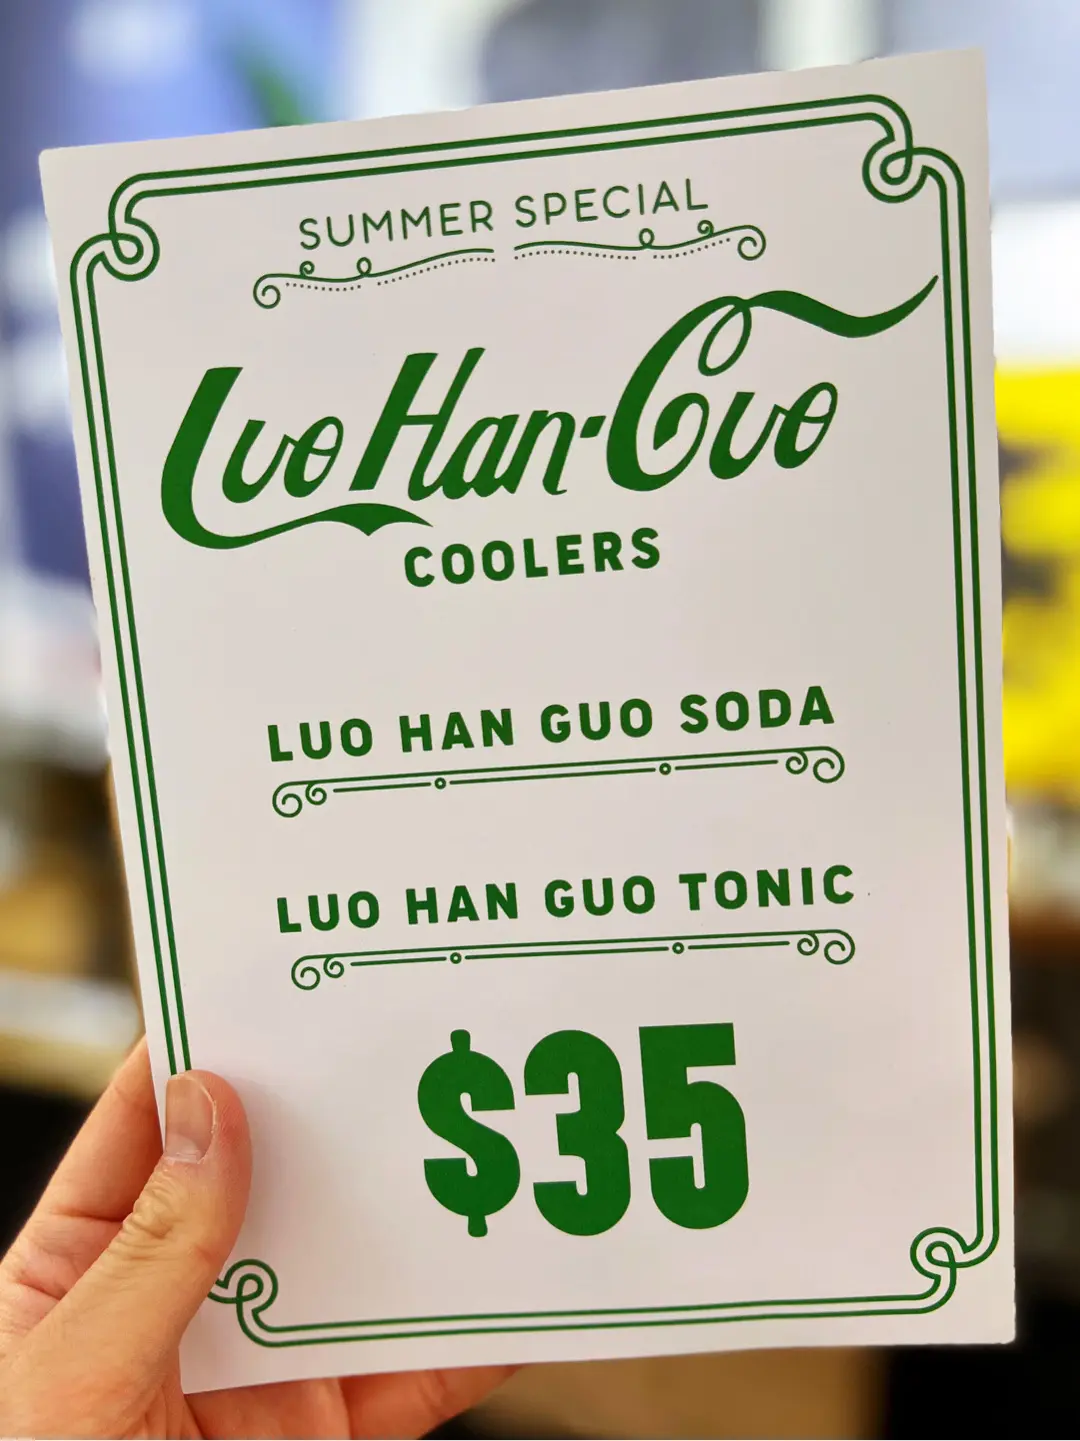 SUMMER SPECIAL
Luo Han-Guo
COOLERS
LUO HAN GUO SODA
LUO HAN GUO TONIC
$35